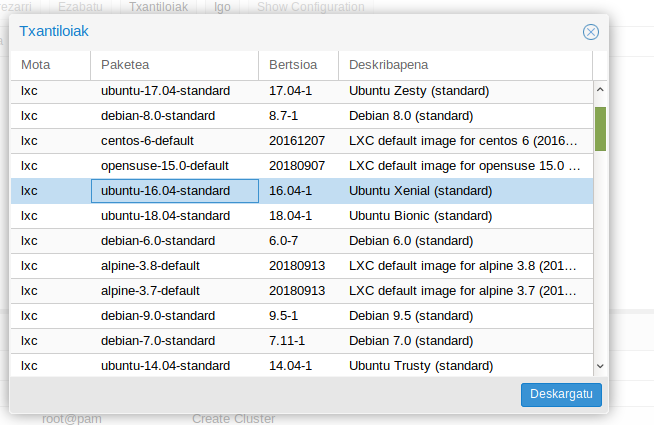 Ezabatu Txantiloiak Igo Show Configuration
Txantiloiak
Mota Paketea Bertsioa Deskribapena
lxc ubuntu-17.04-standard 17.04-1 Ubuntu Zesty (standard)
lxc debian-8.0-standard 8.7-1 Debian 8.0 (standard)
lxc centos-6-default 20161207 LXC default image for centos 6 (2016…
lxc opensuse-15.0-default 20180907 LXC default image for opensuse 15.0 …
lxc ubuntu-16.04-standard 16.04-1 Ubuntu Xenial (standard)
lxc ubuntu-18.04-standard 18.04-1 Ubuntu Bionic (standard)
lxc debian-6.0-standard 6.0-7 Debian 6.0 (standard)
lxc alpine-3.8-default 20180913 LXC default image for alpine 3.8 (201…
lxc alpine-3.7-default 20180913 LXC default image for alpine 3.7 (201…
lxc debian-9.0-standard 9.5-1 Debian 9.5 (standard)
lxc debian-7.0-standard 7.11-1 Debian 7.0 (standard)
lxc ubuntu-14.04-standard 14.04-1 Ubuntu Trusty (standard)
Deskargatu
root@pam Create Cluster